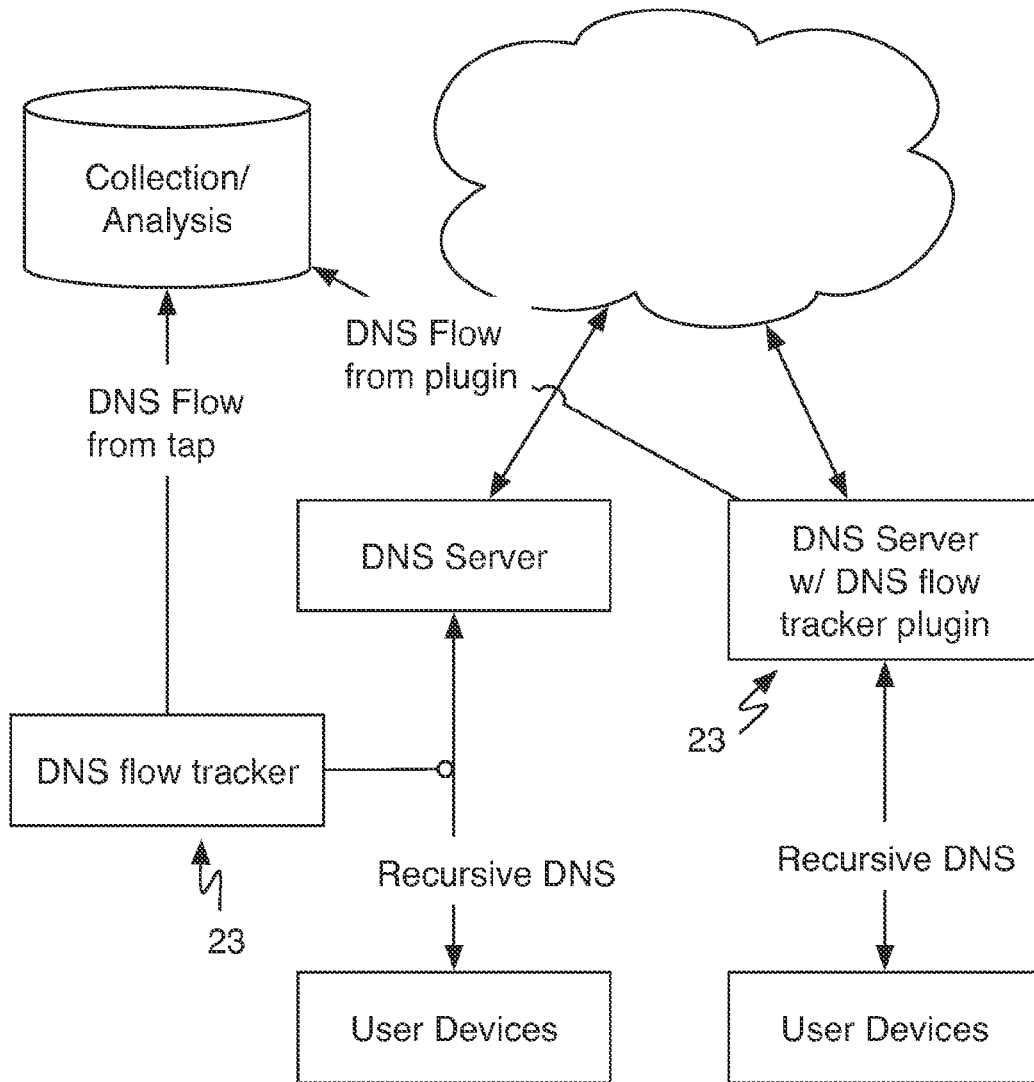 Collection/
Analysis
DNS Flow
from plugin
DNS Flow
from tap
DNS Server
DNS Server
w/ DNS flow
tracker plugin
23
DNS flow tracker
23
Recursive DNS
Recursive DNS
User Devices
User Devices